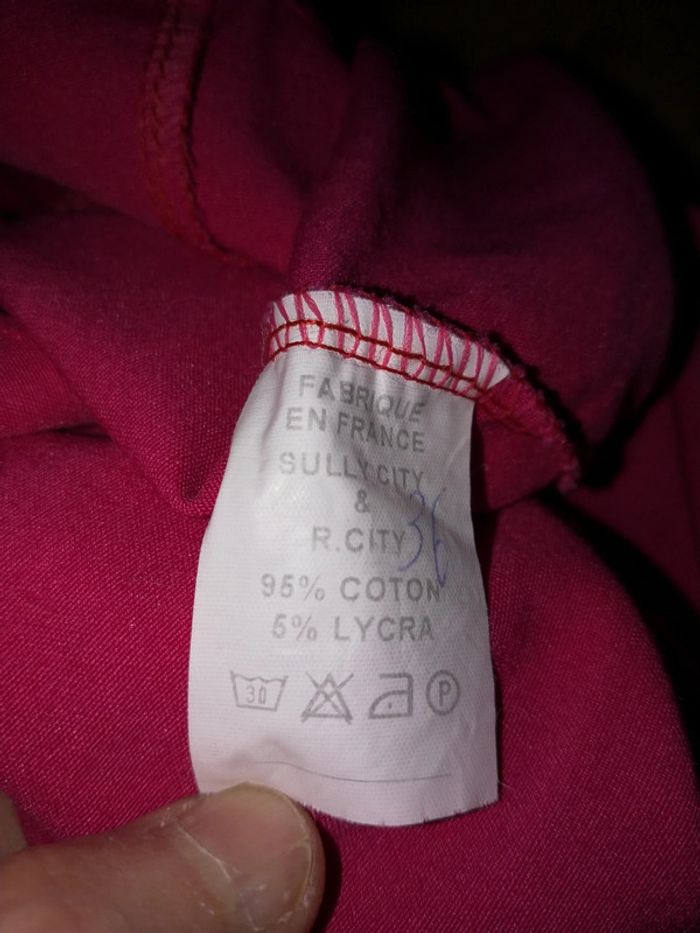 FABRIQUE
EN FRANCE
SULLY CITY
&
R.CITY
36
95% COTON
5% LYCRA
30 P